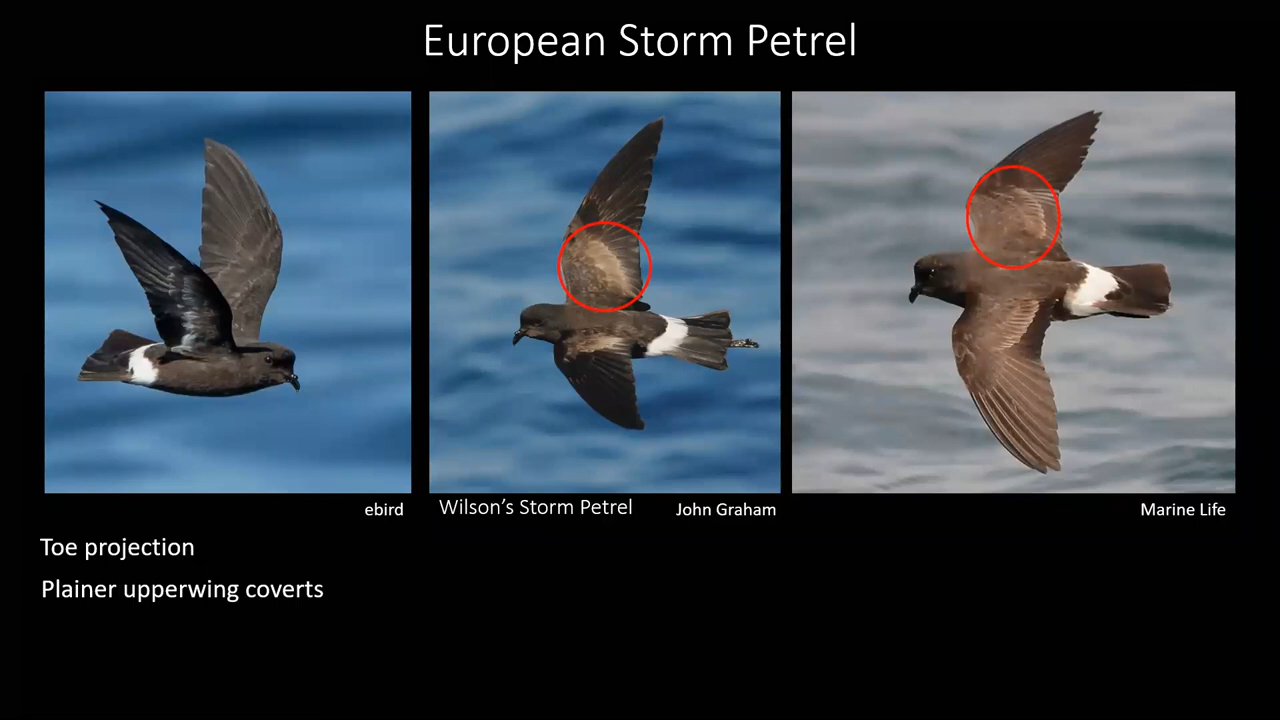 European Storm Petrel
ebird
Wilson's Storm Petrel
John Graham
Marine Life
Toe projection
Plainer upperwing coverts